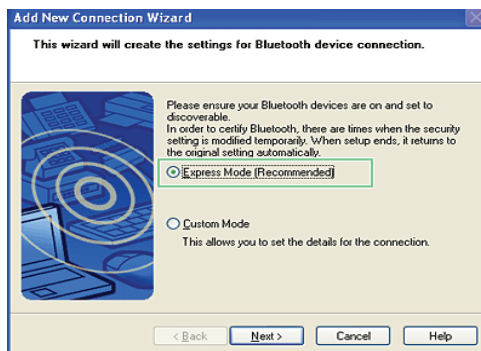 Add New Connection Wizard
This wizard will create the settings for Bluetooth device connection.
Please ensure your Bluetooth devices are on and set to
discoverable.
In order to certify Bluetooth, there are times when the security
setting is modified temporarily. When setup ends, it returns to
the original setting automatically.
Express Mode (Recommended)
Custom Mode
This allows you to set the details for the connection.
< Back
Next >
Cancel
Help